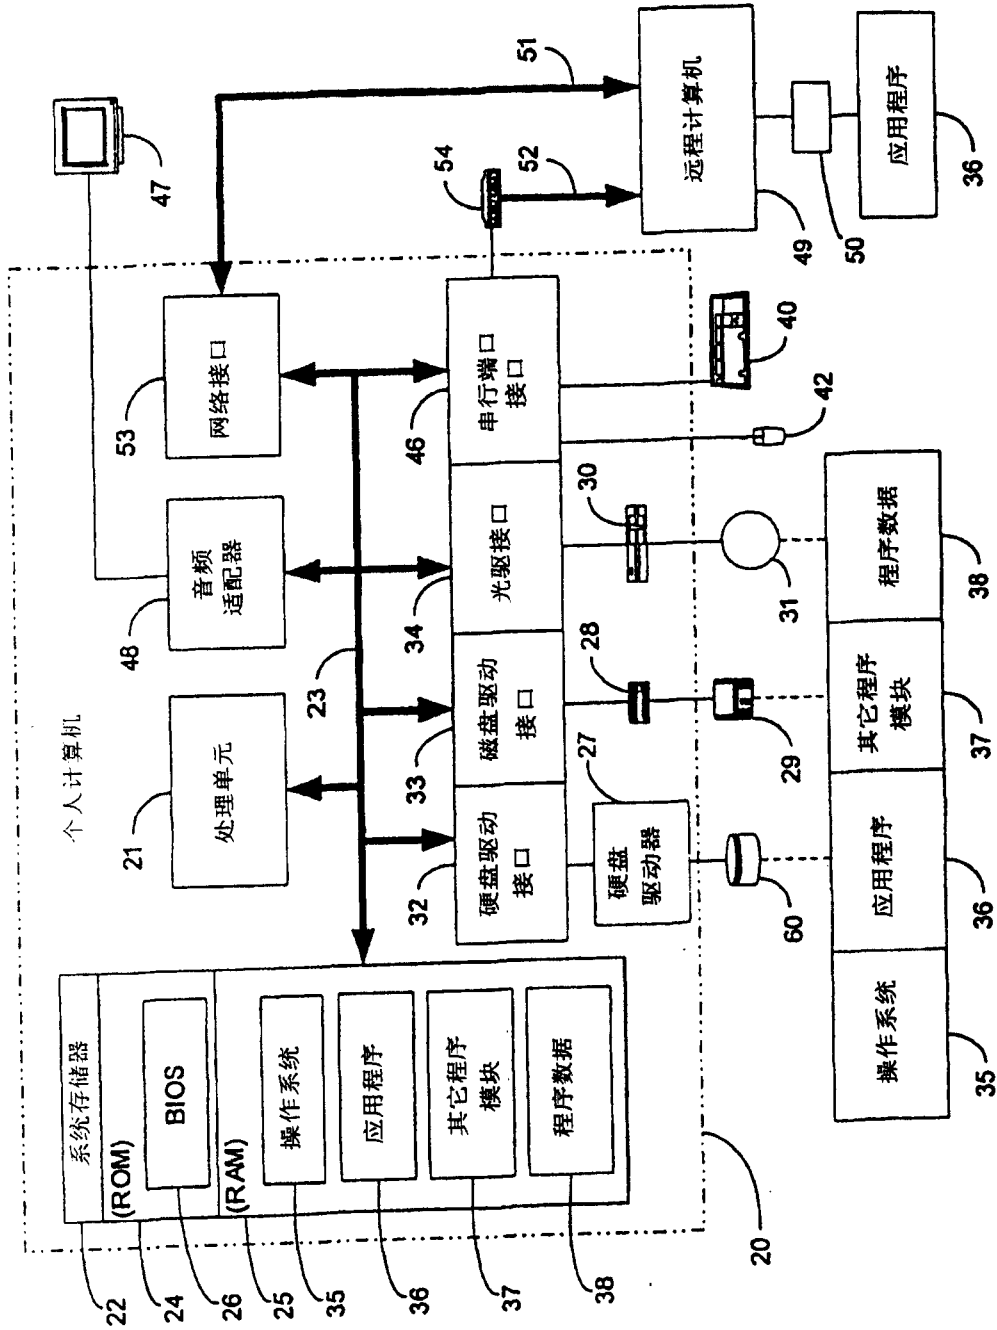 个人计算机
系统存储器
22
(ROM)
24
BIOS
26
(RAM)
25
操作系统
35
应用程序
36
其它程序
模块
37
程序数据
38
21
处理单元
48
音频
适配器
53
网络接口
47
23
32
硬盘驱动
接口
33
磁盘驱动
接口
34
光驱接口
46
串行端口
接口
54
52
51
27
硬盘
驱动器
28
30
远程计算机
49
20
60
29
31
42
40
50
操作系统
应用程序
其它程序
模块
程序数据
应用程序
35
36
37
38
36